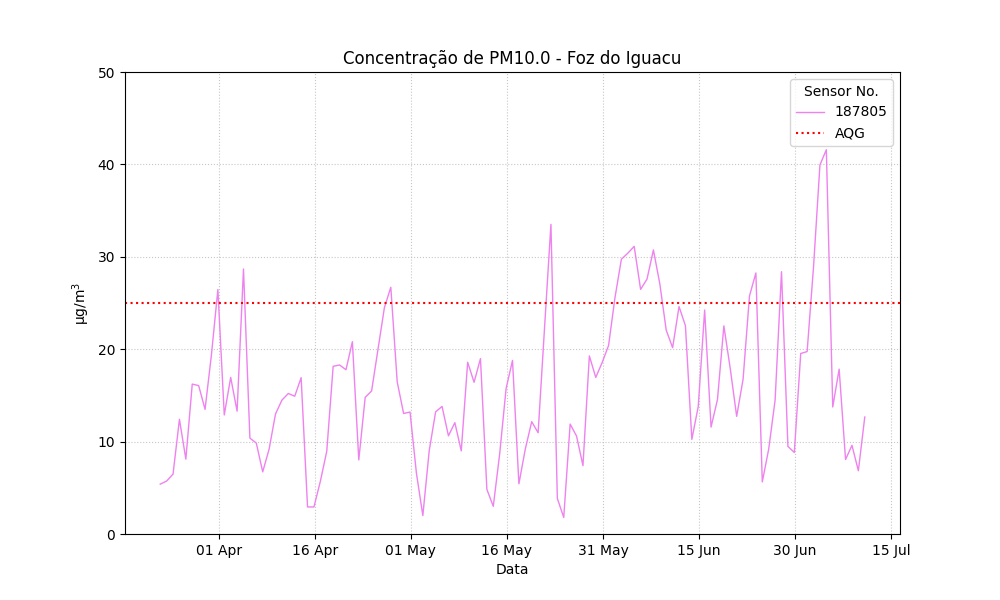 Concentração de PM10.0 - Foz do Iguacu
50
40
30
20
10
0
µg/m³
Sensor No.
187805
AQG
01 Apr
16 Apr
01 May
16 May
31 May
15 Jun
30 Jun
15 Jul
Data